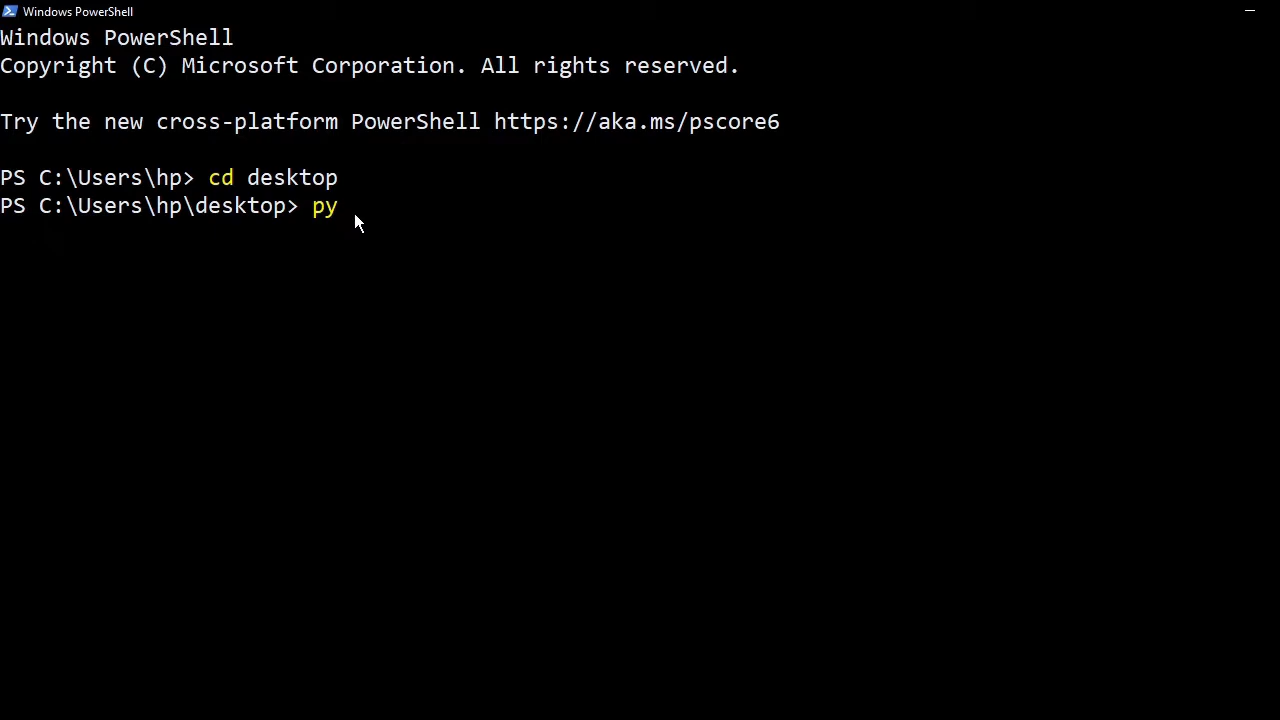 Windows PowerShell
Windows PowerShell
Copyright (C) Microsoft Corporation. All rights reserved.
Try the new cross-platform PowerShell https://aka.ms/pscore6
PS C:\Users\hp> cd desktop
PS C:\Users\hp\desktop> py